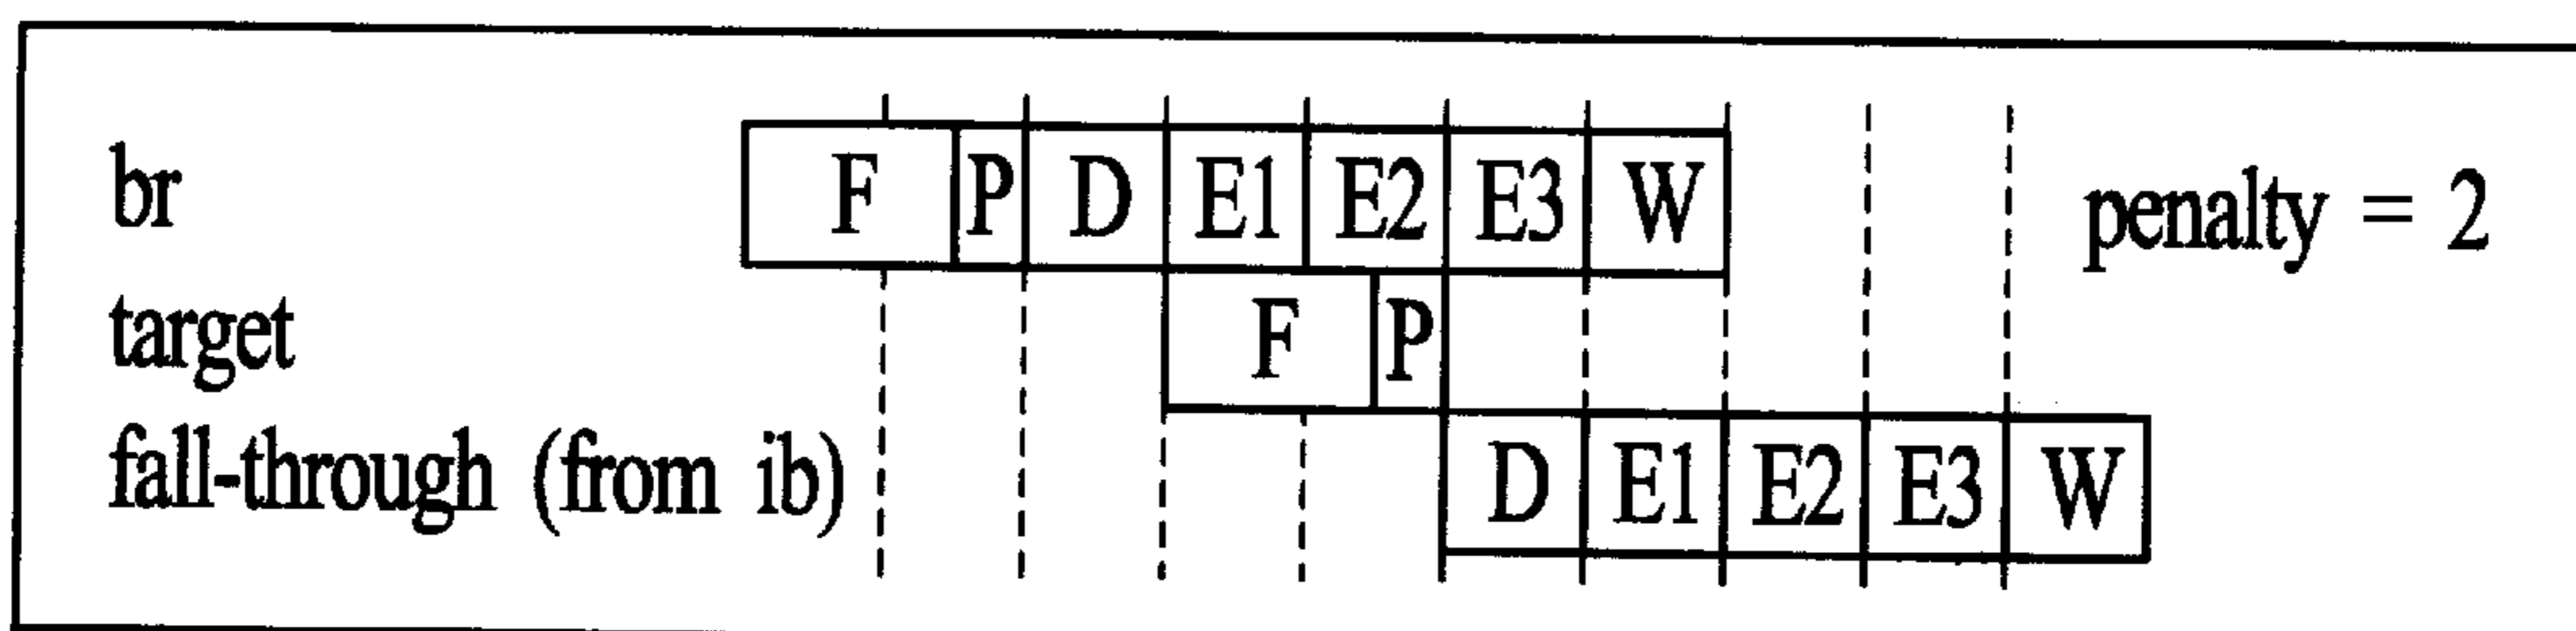 br F P D E1 E2 E3 W penalty = 2
target F P
fall-through (from ib) D E1 E2 E3 W